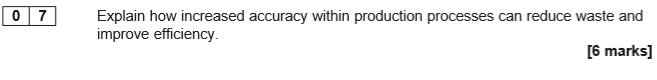 0 7 Explain how increased accuracy within production processes can reduce waste and
improve efficiency.
[6 marks]